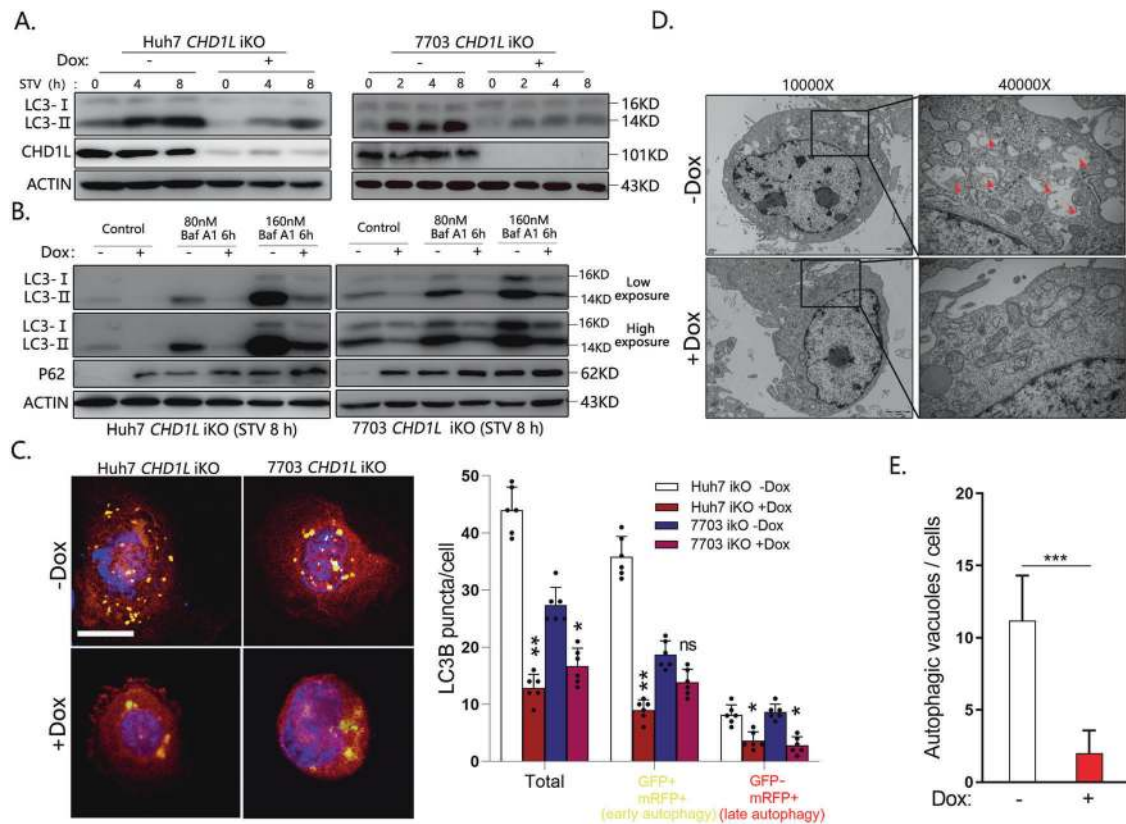 A.
Huh7 CHD1L iKO
7703 CHD1L iKO
Dox: - + - +
STV (h) 0 4 8 0 4 8 0 2 4 8 0 2 4 8
LC3-Ⅰ
16KD
LC3-Ⅱ
14KD
CHD1L
101KD
ACTIN
43KD
B.
Control 80nM Baf A1 6h 160nM Baf A1 6h Control 80nM Baf A1 6h 160nM Baf A1 6h
Dox: - + - + - + - + - + - +
LC3-Ⅰ
16KD
LC3-Ⅱ
14KD
Low exposure
LC3-Ⅰ
16KD
LC3-Ⅱ
14KD
High exposure
P62
62KD
ACTIN
43KD
Huh7 CHD1L iKO (STV 8 h)
7703 CHD1L iKO (STV 8 h)
C.
Huh7 CHD1L iKO
7703 CHD1L iKO
-Dox
+Dox
LC3B puncta/cell
50
40
30
20
10
0
Huh7 iKO -Dox
Huh7 iKO +Dox
7703 iKO -Dox
7703 iKO +Dox
** * ** ns * *
Total
GFP+
mRFP+
(early autophagy)
GFP-
mRFP+
(late autophagy)
D.
10000X
40000X
-Dox
+Dox
E.
Autophagic vacuoles / cells
20
15
10
5
0
***
Dox: - +